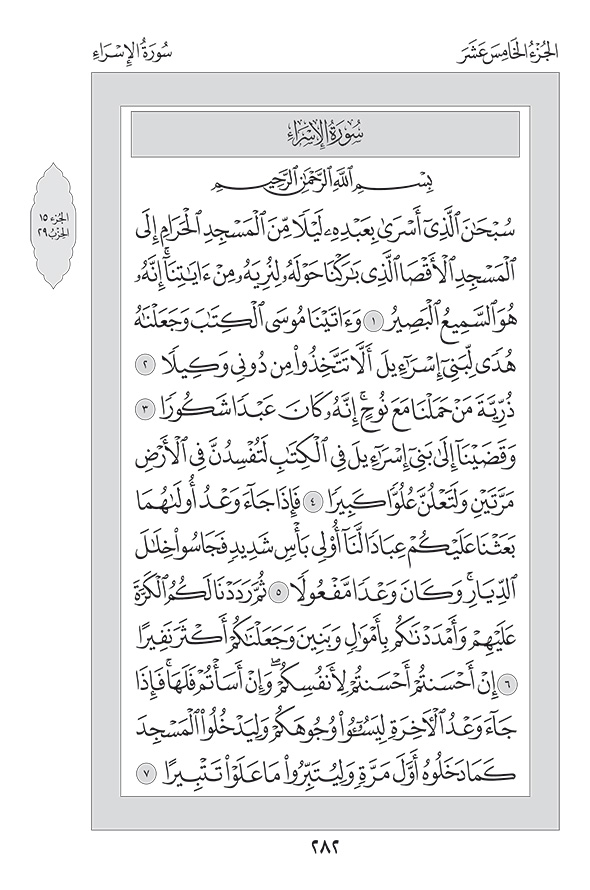 الجُزْءُ الخَامِسَ عَشَرَ
سُورَةُ الإِسْرَاءِ
سُورَةُ الإِسْرَاءِ
بِسْمِ ٱللَّهِ ٱلرَّحْمَٰنِ ٱلرَّحِيمِ
الجزء ١٥
الحزب ٢٩
سُبْحَٰنَ ٱلَّذِىٓ أَسْرَىٰ بِعَبْدِهِۦ لَيْلًا مِّنَ ٱلْمَسْجِدِ ٱلْحَرَامِ إِلَى
ٱلْمَسْجِدِ ٱلْأَقْصَا ٱلَّذِى بَٰرَكْنَا حَوْلَهُۥ لِنُرِيَهُۥ مِنْ ءَايَٰتِنَآ ۚ إِنَّهُۥ
هُوَ ٱلسَّمِيعُ ٱلْبَصِيرُ ١ وَءَاتَيْنَا مُوسَى ٱلْكِتَٰبَ وَجَعَلْنَٰهُ
هُدًى لِّبَنِىٓ إِسْرَٰٓءِيلَ أَلَّا تَتَّخِذُوا۟ مِن دُونِى وَكِيلًا ٢
ذُرِّيَّةَ مَنْ حَمَلْنَا مَعَ نُوحٍ ۚ إِنَّهُۥ كَانَ عَبْدًا شَكُورًا ٣
وَقَضَيْنَآ إِلَىٰ بَنِىٓ إِسْرَٰٓءِيلَ فِى ٱلْكِتَٰبِ لَتُفْسِدُنَّ فِى ٱلْأَرْضِ
مَرَّتَيْنِ وَلَتَعْلُنَّ عُلُوًّا كَبِيرًا ٤ فَإِذَا جَآءَ وَعْدُ أُولَىٰهُمَا
بَعَثْنَا عَلَيْكُمْ عِبَادًا لَّنَآ أُو۟لِى بَأْسٍ شَدِيدٍ فَجَاسُوا۟ خِلَٰلَ
ٱلدِّيَارِ ۚ وَكَانَ وَعْدًا مَّفْعُولًا ٥ ثُمَّ رَدَدْنَا لَكُمُ ٱلْكَرَّةَ
عَلَيْهِمْ وَأَمْدَدْنَٰكُم بِأَمْوَٰلٍ وَبَنِينَ وَجَعَلْنَٰكُمْ أَكْثَرَ نَفِيرًا
٦ إِنْ أَحْسَنتُمْ أَحْسَنتُمْ لِأَنفُسِكُمْ ۖ وَإِنْ أَسَأْتُمْ فَلَهَا ۚ فَإِذَا
جَآءَ وَعْدُ ٱلْءَاخِرَةِ لِيَسُۥٓـُٔوا۟ وُجُوهَكُمْ وَلِيَدْخُلُوا۟ ٱلْمَسْجِدَ
كَمَا دَخَلُوهُ أَوَّلَ مَرَّةٍ وَلِيُتَبِّرُوا۟ مَا عَلَوْا۟ تَتْبِيرًا ٧
٢٨٢